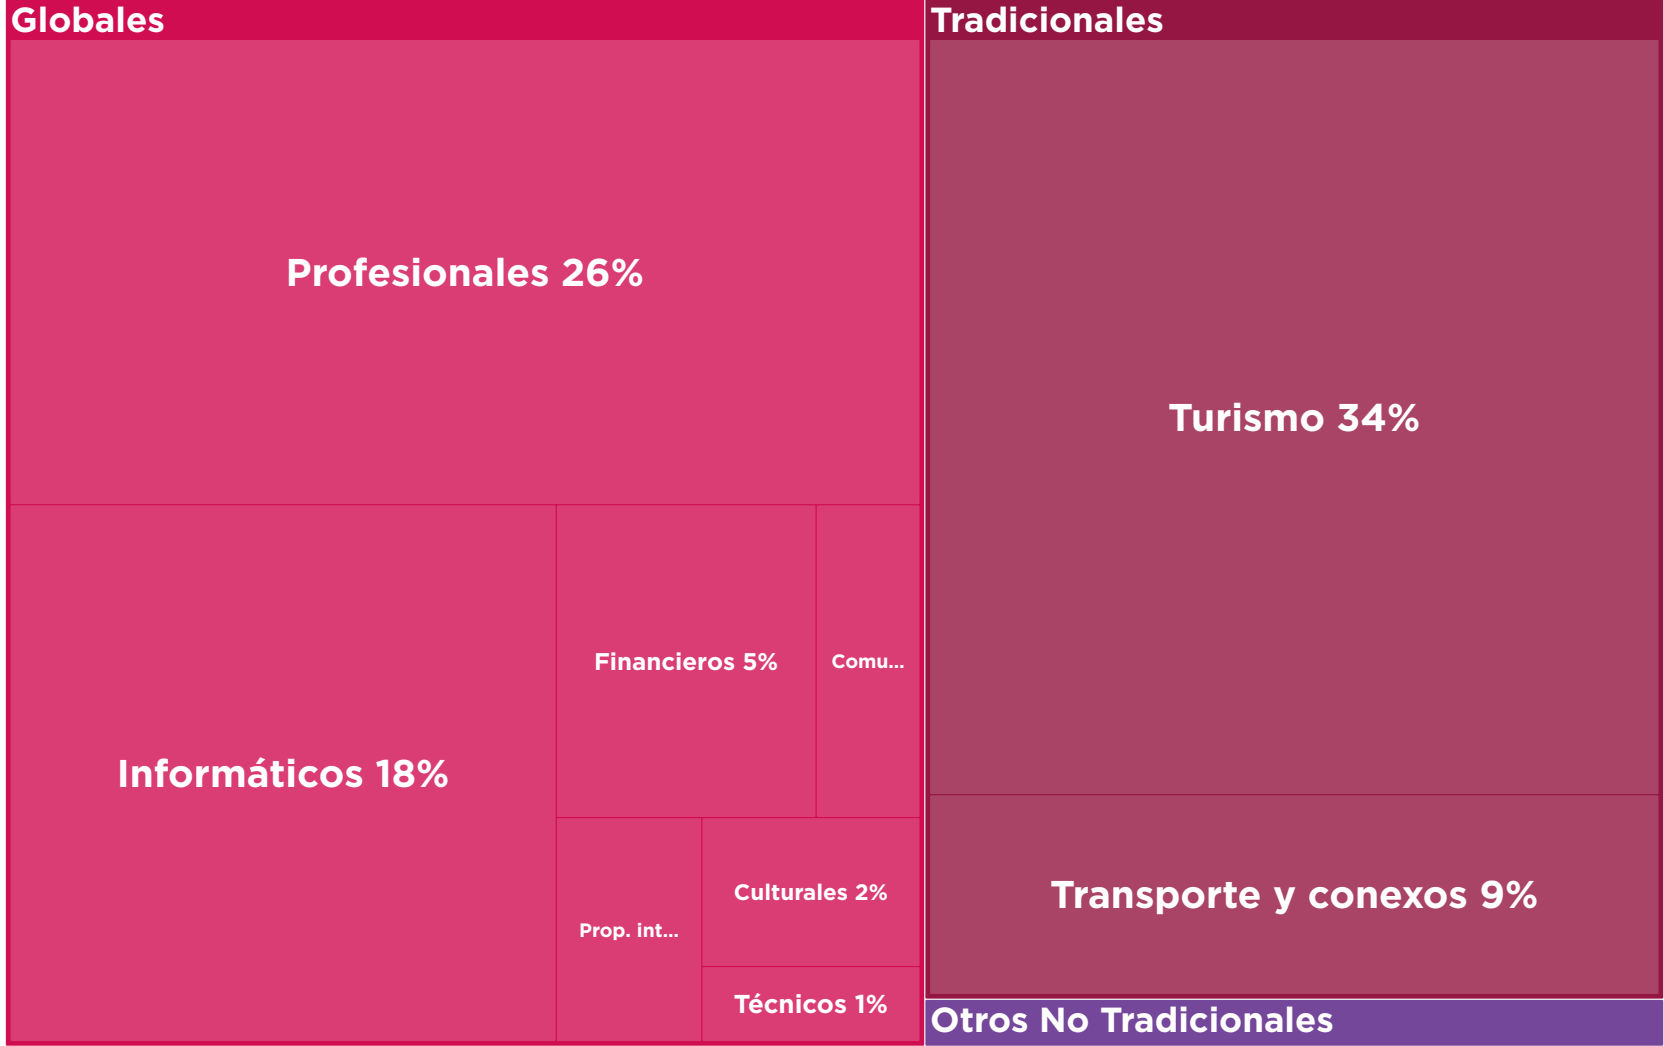 Globales
Profesionales 26%
Informáticos 18%
Financieros 5%
Comu...
Prop. int...
Culturales 2%
Técnicos 1%
Tradicionales
Turismo 34%
Transporte y conexos 9%
Otros No Tradicionales